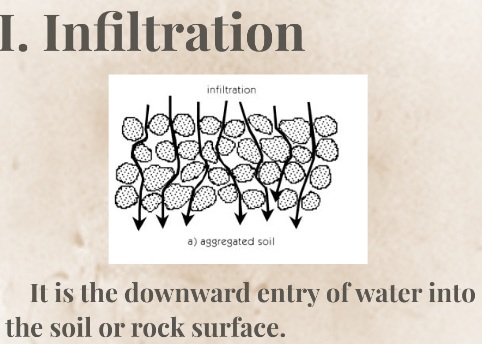 I. Infiltration
infiltration
a) aggregated soil
It is the downward entry of water into
the soil or rock surface.